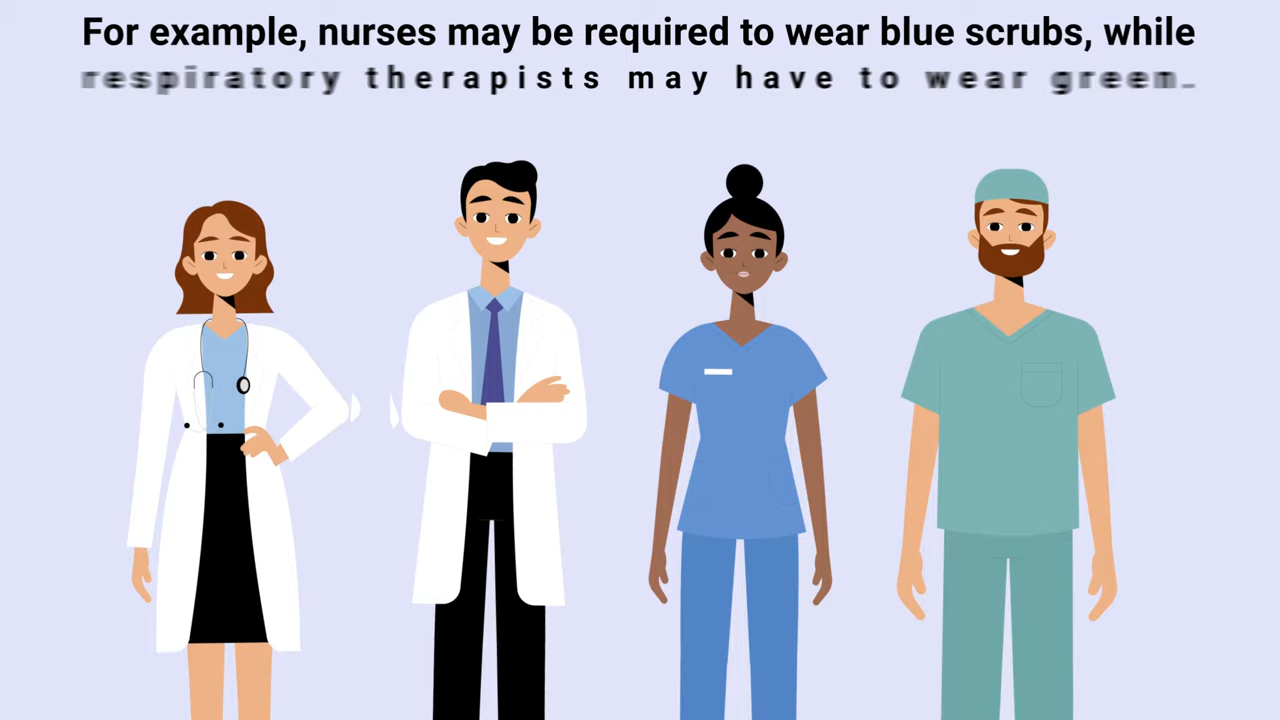 For example, nurses may be required to wear blue scrubs, while
respiratory therapists may have to wear green.